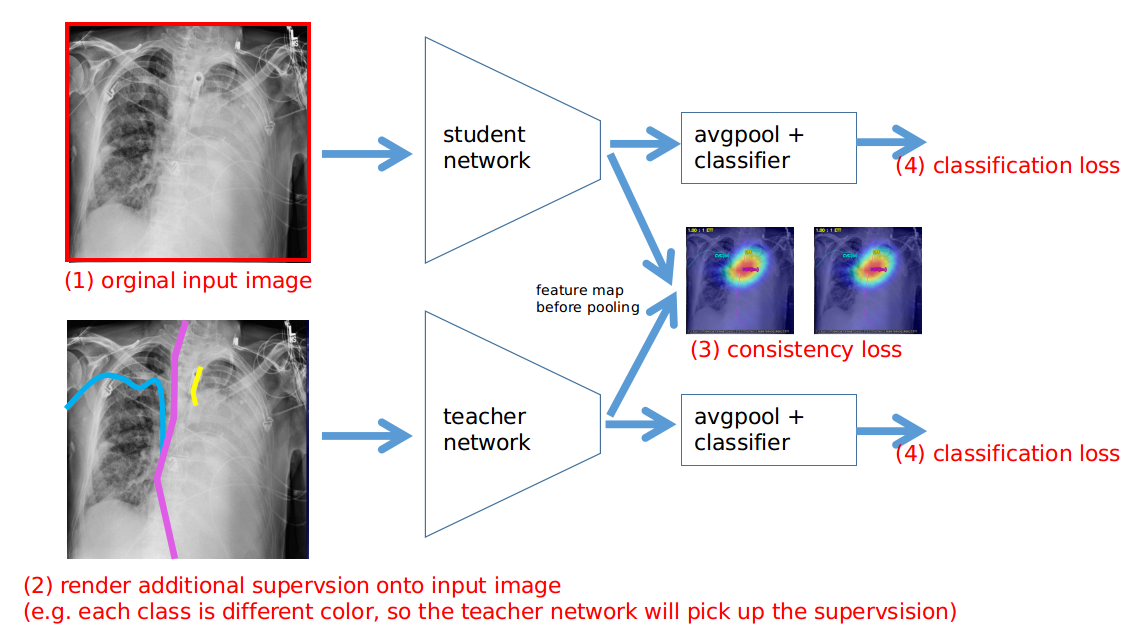 student
network
avgpool +
classifier
(4) classification loss
(1) orginal input image
feature map
before pooling
(3) consistency loss
teacher
network
avgpool +
classifier
(4) classification loss
(2) render additional supervsion onto input image
(e.g. each class is different color, so the teacher network will pick up the supervsision)